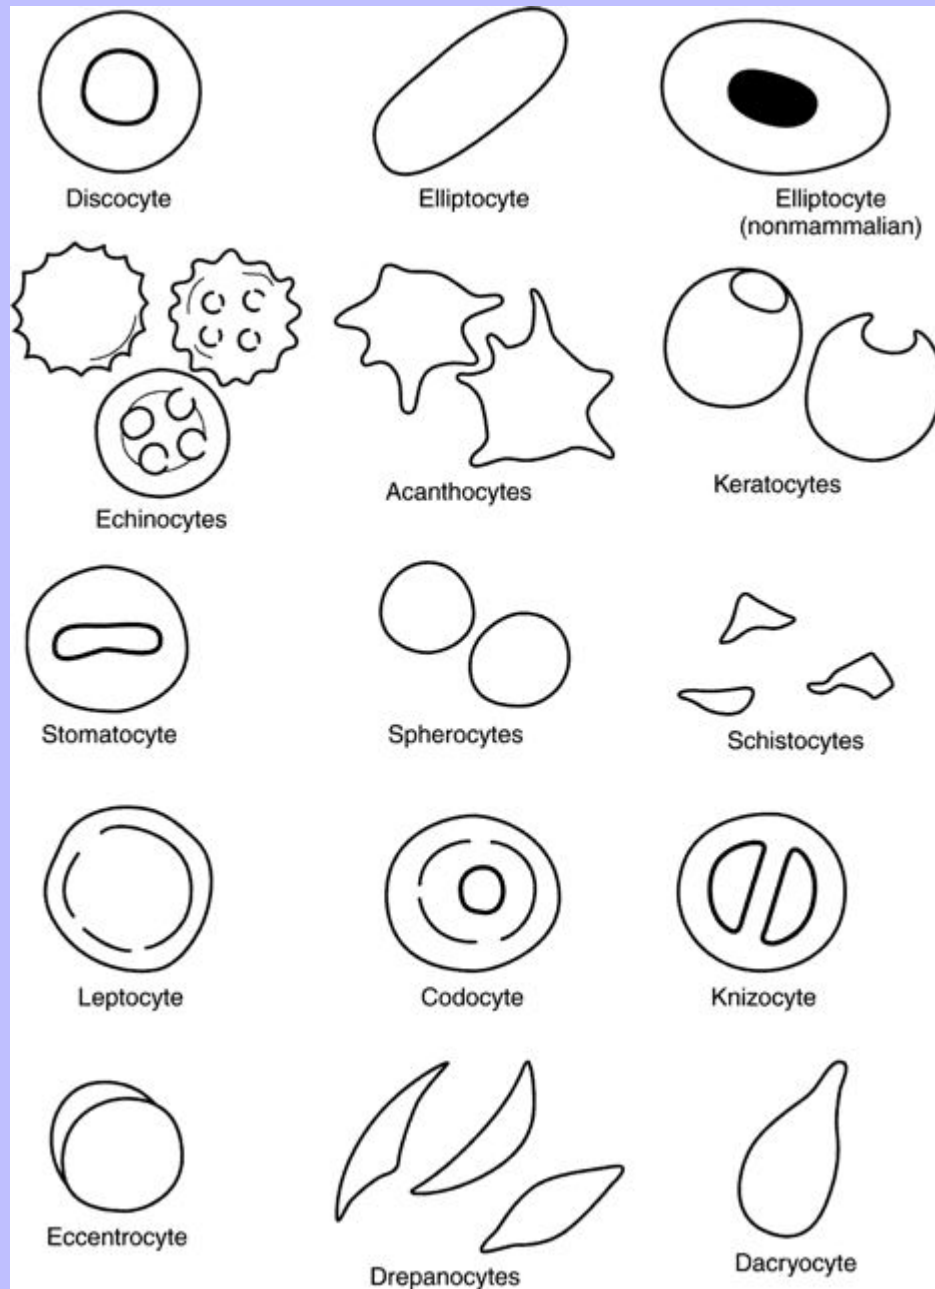 Discocyte
Elliptocyte
Elliptocyte
(nonmammalian)
Echinocytes
Acanthocytes
Keratocytes
Stomatocyte
Spherocytes
Schistocytes
Leptocyte
Codocyte
Knizocyte
Eccentrocyte
Drepanocytes
Dacryocyte